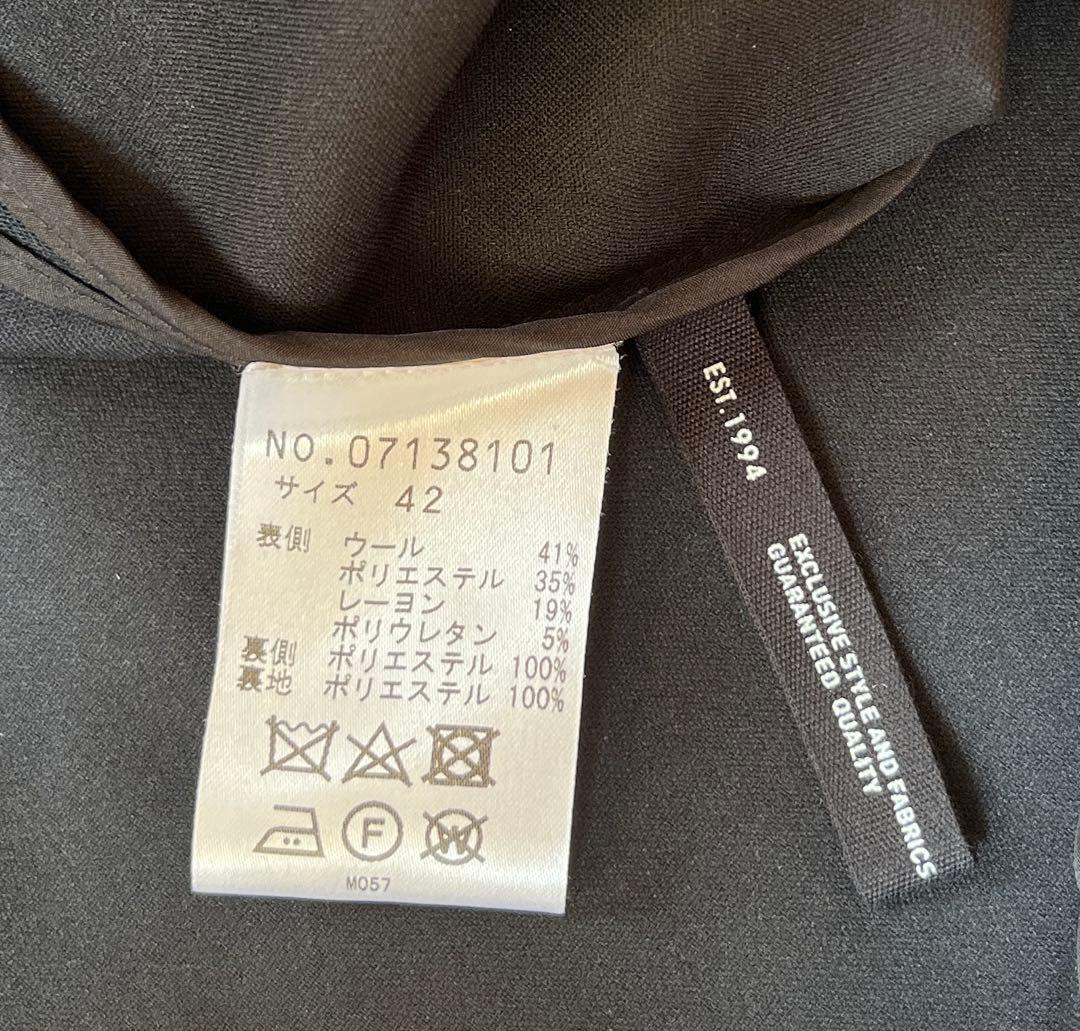 NO.07138101
サイズ 42
表側 ウール 41%
ポリエステル 35%
レーヨン 19%
ポリウレタン 5%
裏側 ポリエステル 100%
裏地 ポリエステル 100%
F W
M057
EST.1994
EXCLUSIVE STYLE AND FABRICS
GUARANTEED QUALITY